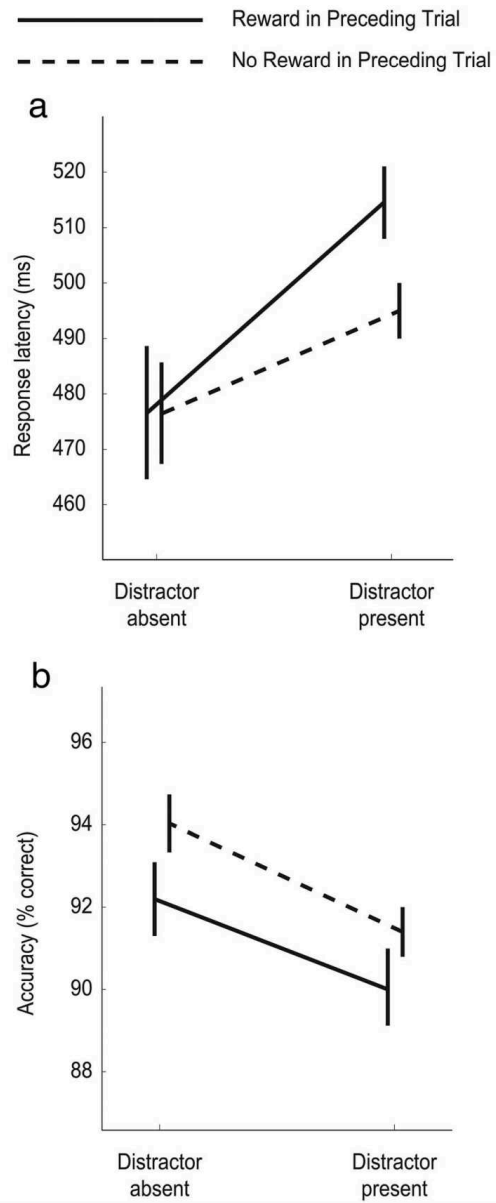 Reward in Preceding Trial
No Reward in Preceding Trial
a
Response latency (ms)
520
510
500
490
480
470
460
Distractor
absent
Distractor
present
b
Accuracy (% correct)
96
94
92
90
88
Distractor
absent
Distractor
present